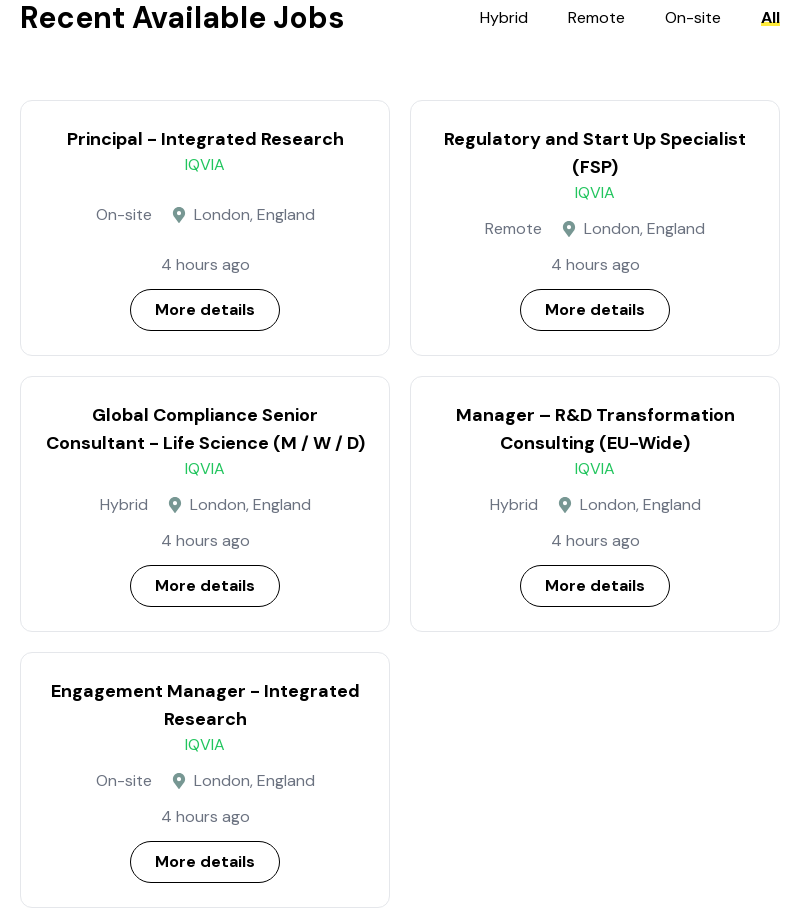 Recent Available Jobs
Hybrid Remote On-site All
Principal - Integrated Research
IQVIA
On-site London, England
4 hours ago
More details
Regulatory and Start Up Specialist
(FSP)
IQVIA
Remote London, England
4 hours ago
More details
Global Compliance Senior
Consultant - Life Science (M / W / D)
IQVIA
Hybrid London, England
4 hours ago
More details
Manager – R&D Transformation
Consulting (EU-Wide)
IQVIA
Hybrid London, England
4 hours ago
More details
Engagement Manager - Integrated
Research
IQVIA
On-site London, England
4 hours ago
More details